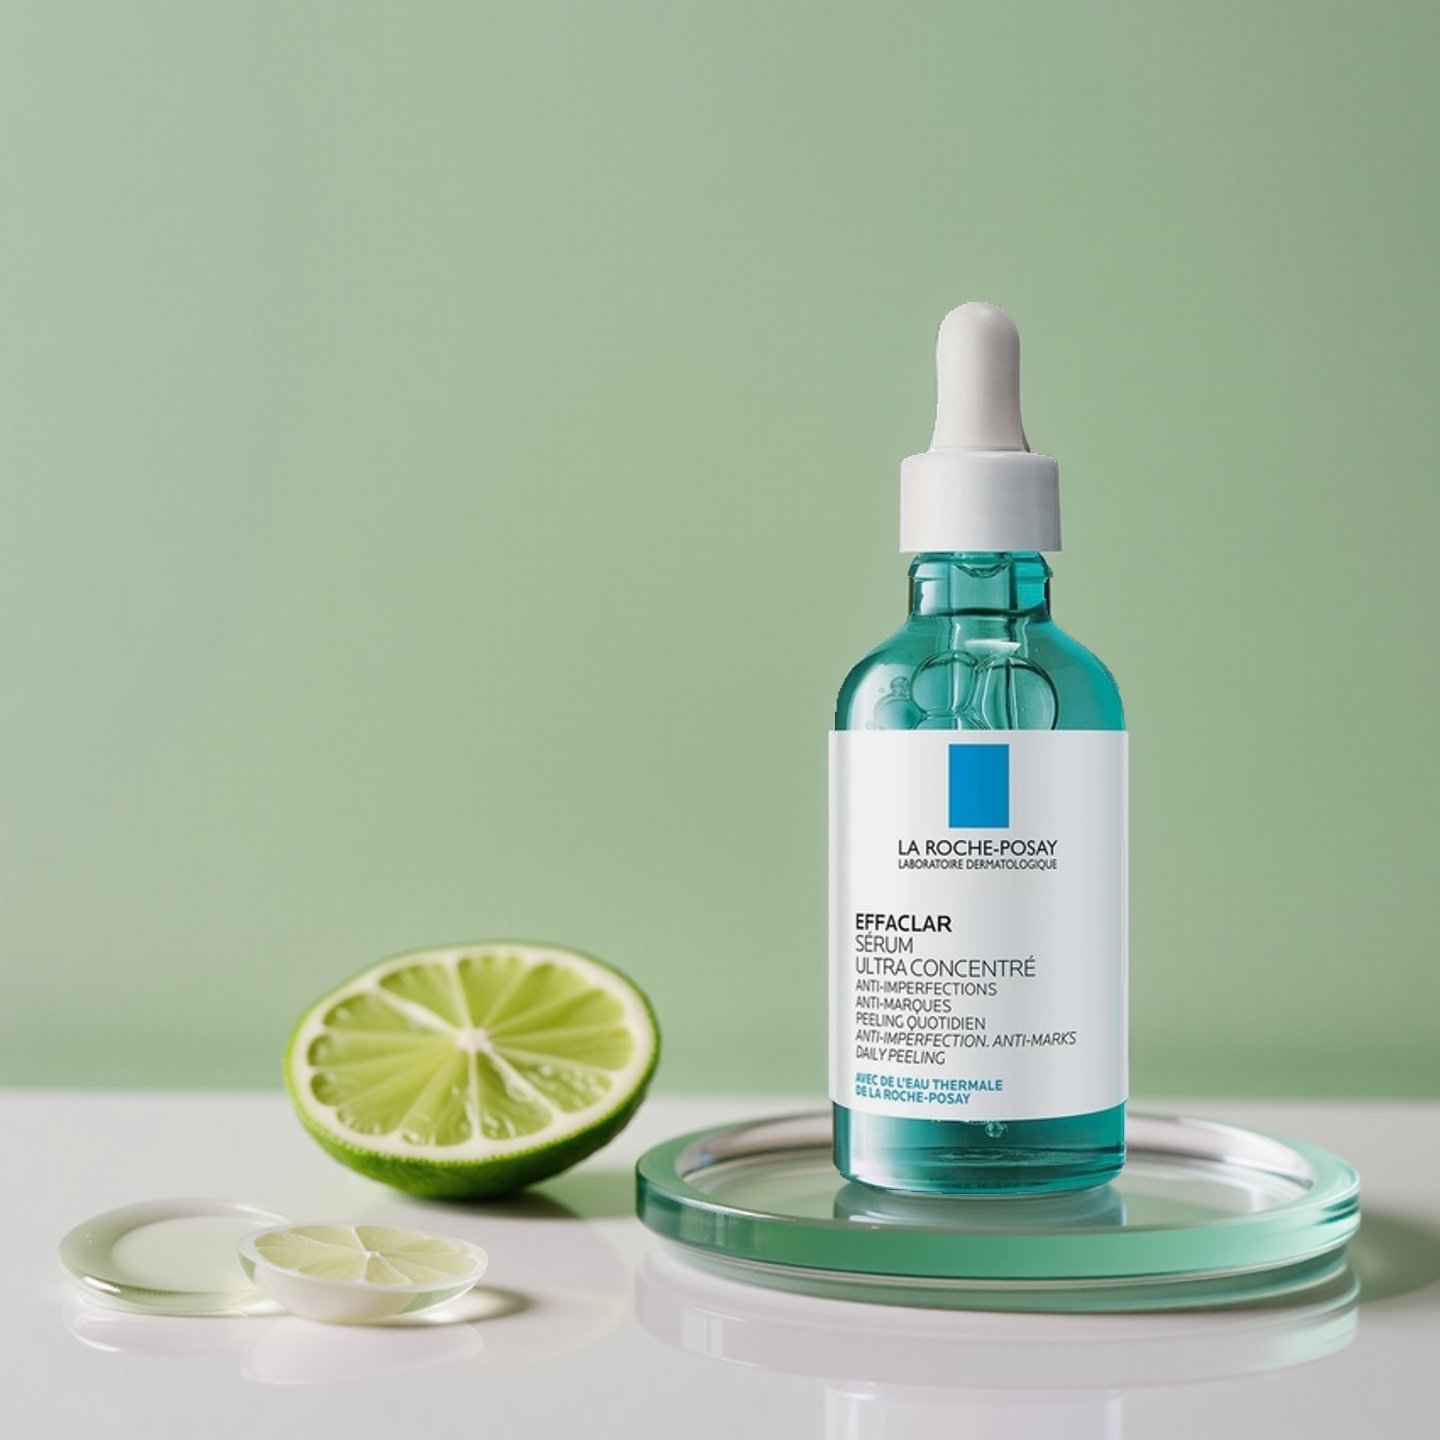 LA ROCHE-POSAY
LABORATOIRE DERMATOLOGIQUE
EFFACLAR
SÉRUM
ULTRA CONCENTRÉ
ANTI-IMPERFECTIONS
ANTI-MARQUES
PEELING QUOTIDIEN
ANTI-IMPERFECTION. ANTI-MARKS
DAILY PEELING
AVEC DE L'EAU THERMALE
DE LA ROCHE-POSAY